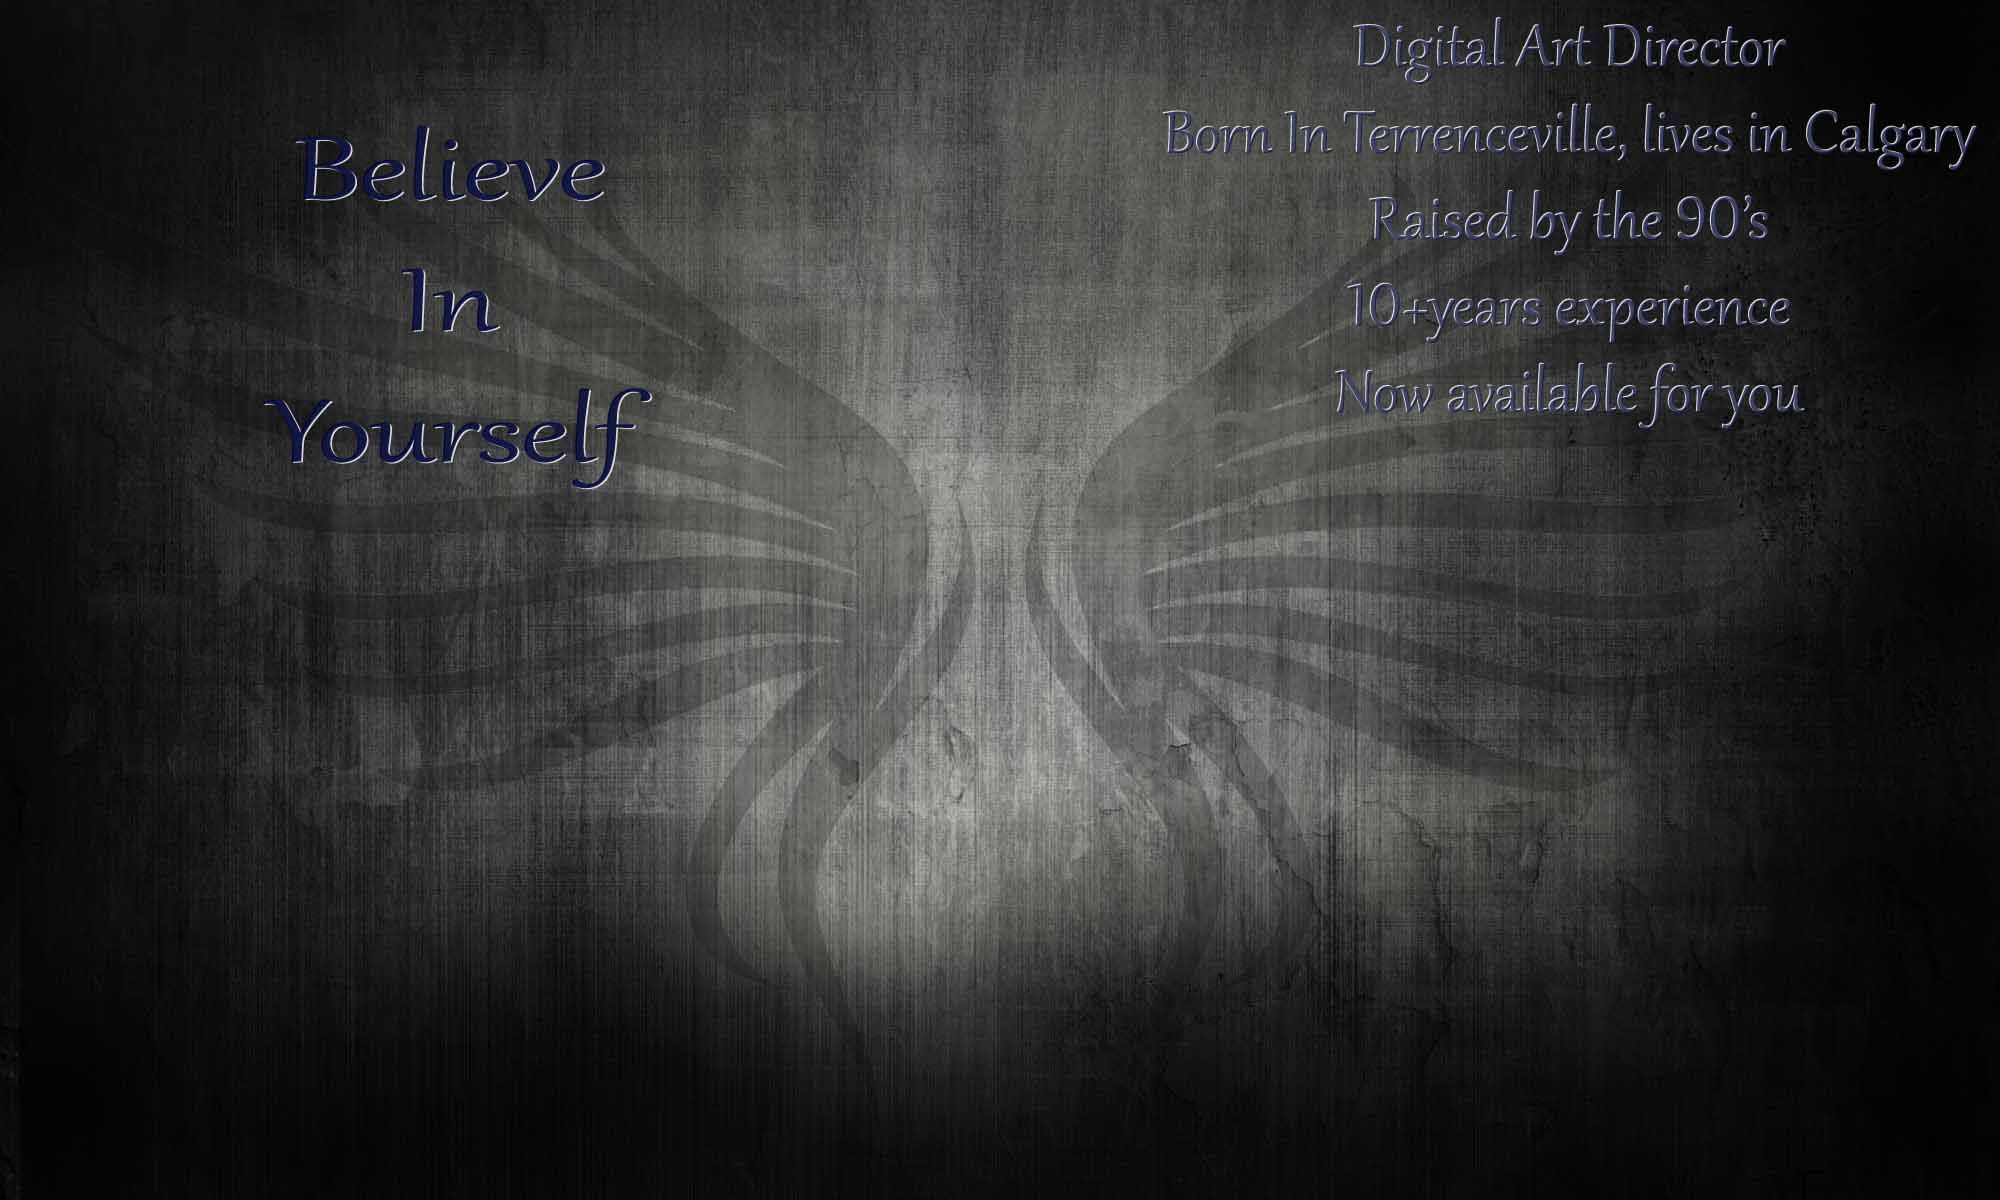 Believe
In
Yourself
Digital Art Director
Born In Terrenceville, lives in Calgary
Raised by the 90's
10+years experience
Now available for you